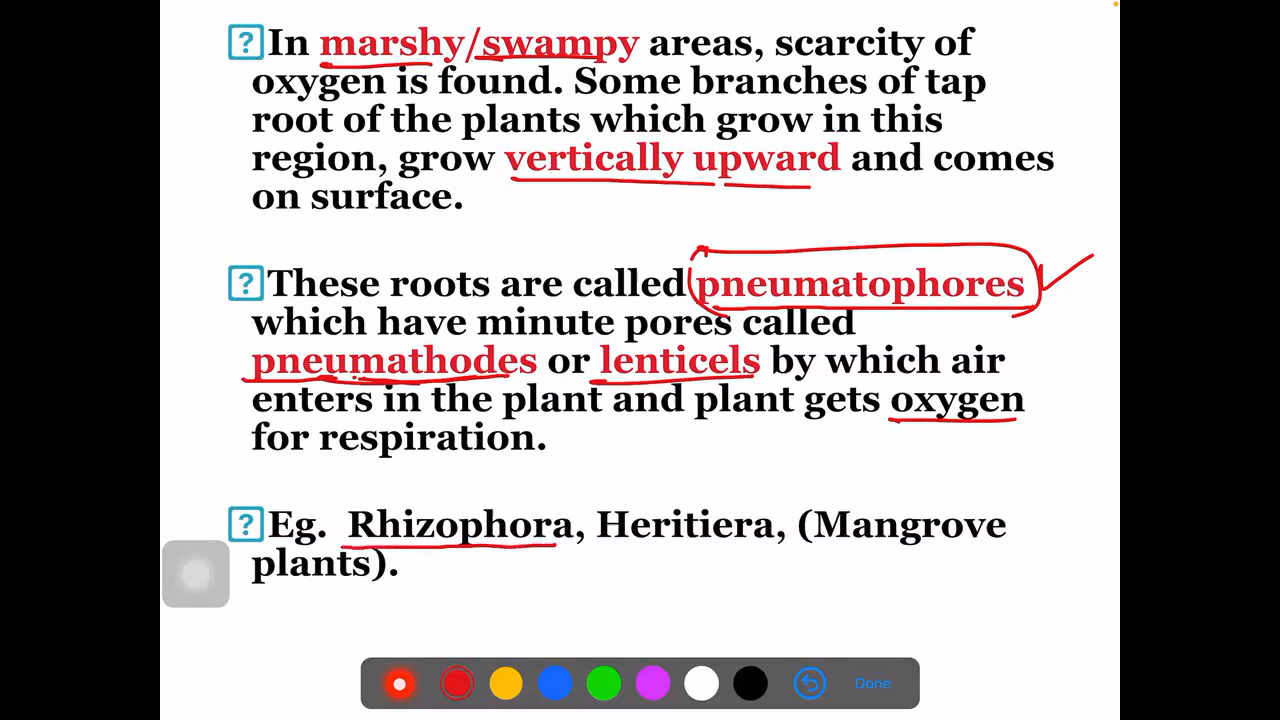 In marshy/swampy areas, scarcity of
oxygen is found. Some branches of tap
root of the plants which grow in this
region, grow vertically upward and comes
on surface.
These roots are called pneumatophores
which have minute pores called
pneumathodes or lenticels by which air
enters in the plant and plant gets oxygen
for respiration.
Eg. Rhizophora, Heritiera, (Mangrove
plants).
Done